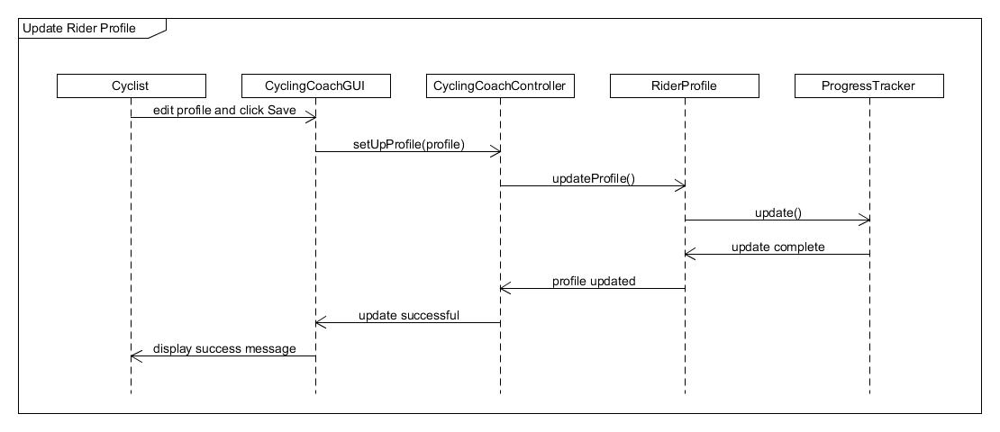 Update Rider Profile
Cyclist
CyclingCoachGUI
CyclingCoachController
RiderProfile
ProgressTracker
edit profile and click Save
setUpProfile(profile)
updateProfile()
update()
update complete
profile updated
update successful
display success message